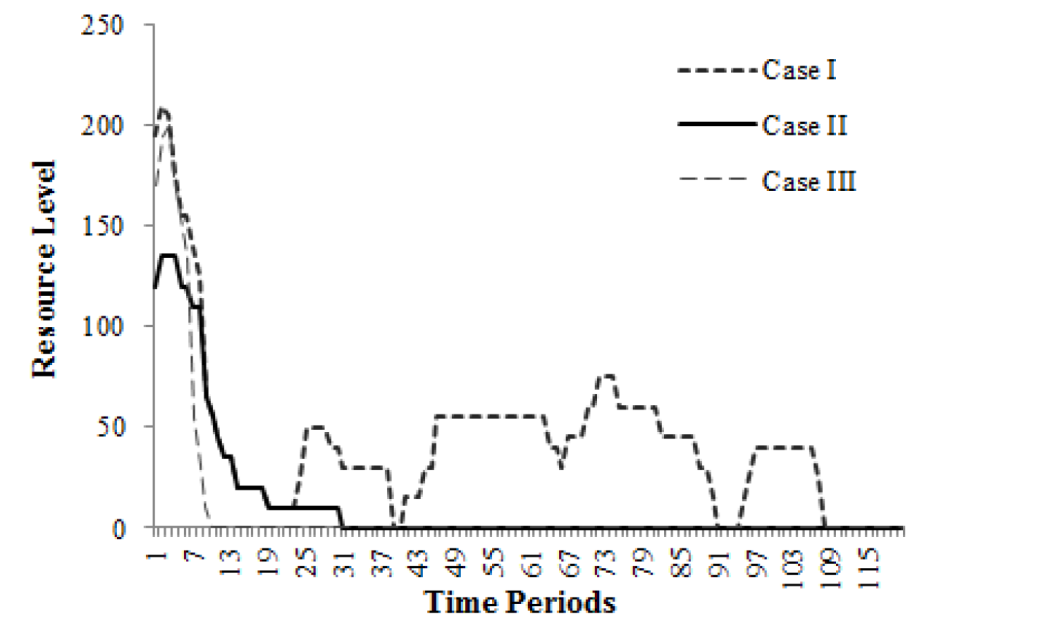 250
200
150
100
50
0
Resource Level
Case I
Case II
Case III
1 7 13 19 25 31 37 43 49 55 61 67 73 79 85 91 97 103 109 115
Time Periods